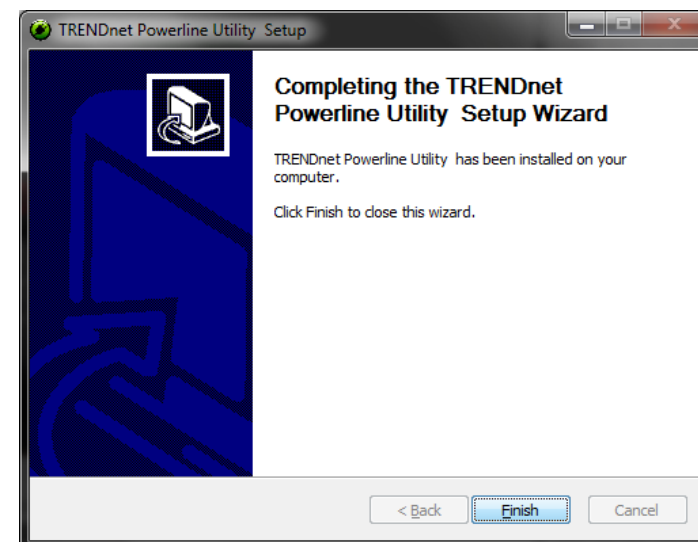 TRENDnet Powerline Utility  Setup
Completing the TRENDnet
Powerline Utility  Setup Wizard
TRENDnet Powerline Utility  has been installed on your
computer.
Click Finish to close this wizard.
< Back
Finish
Cancel